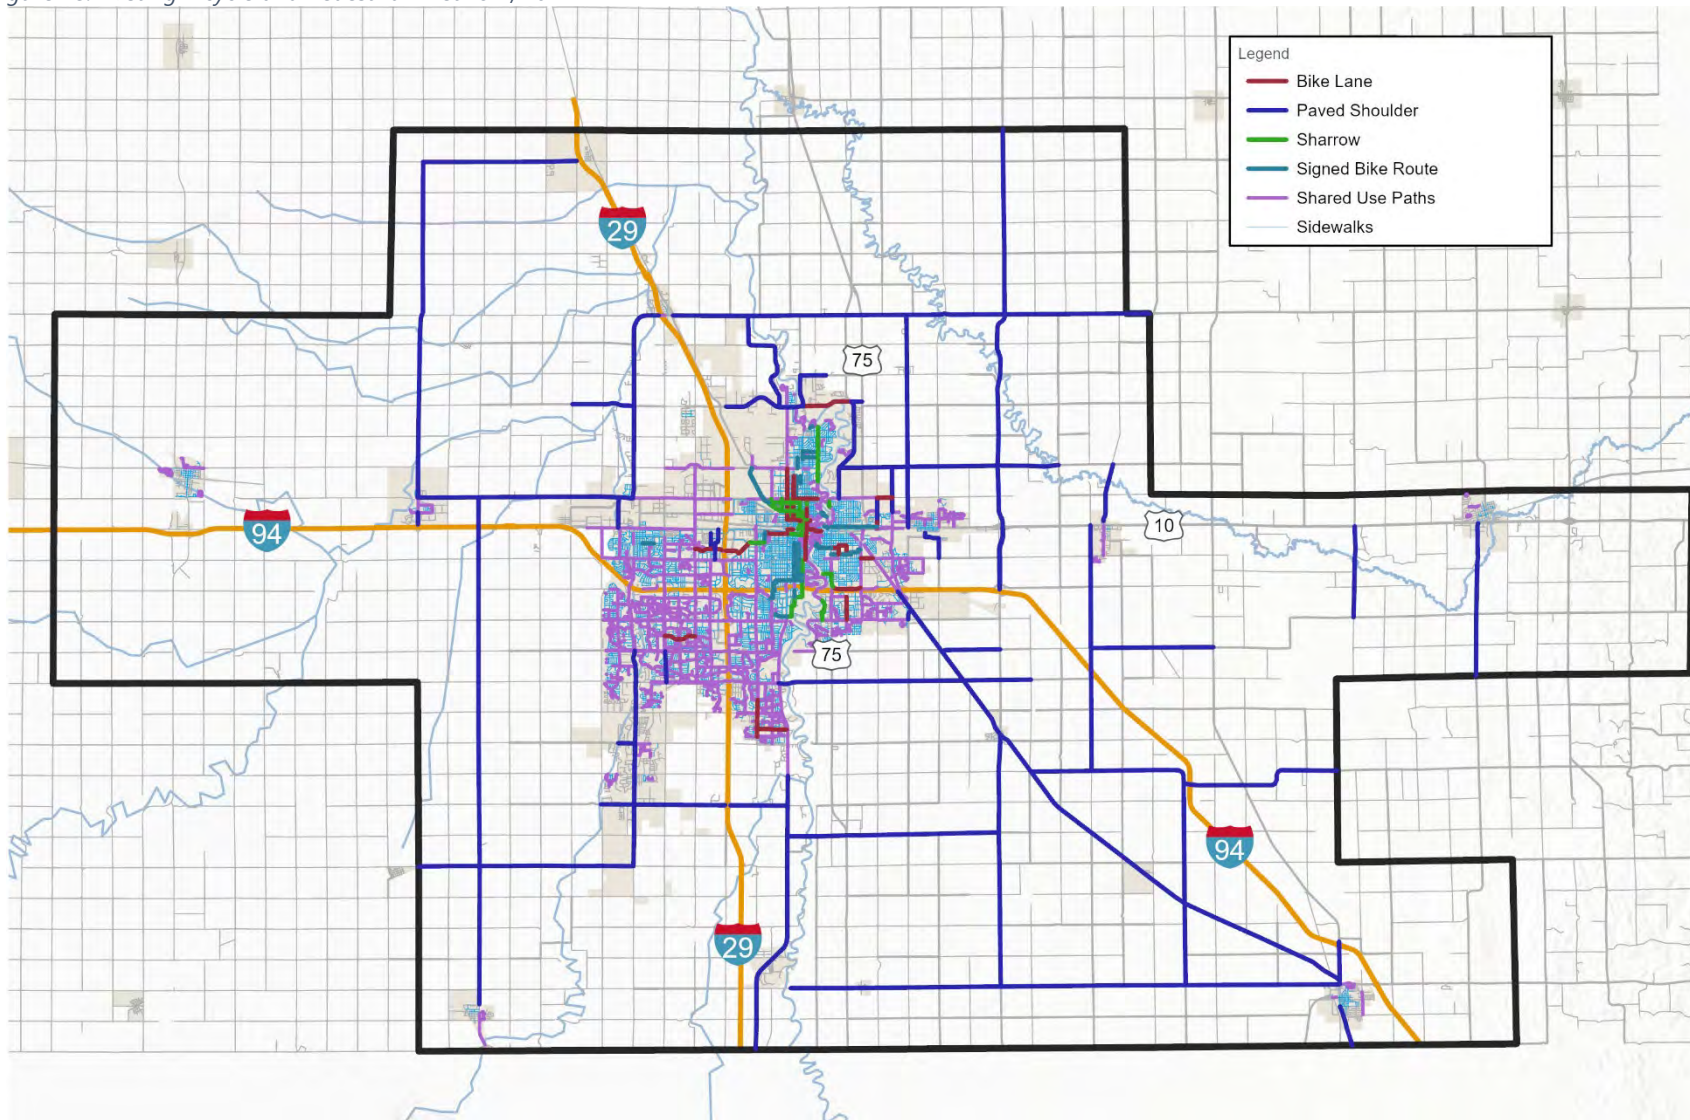 Legend
Bike Lane
Paved Shoulder
Sharrow
Signed Bike Route
Shared Use Paths
Sidewalks
29
75
94
10
75
94
29